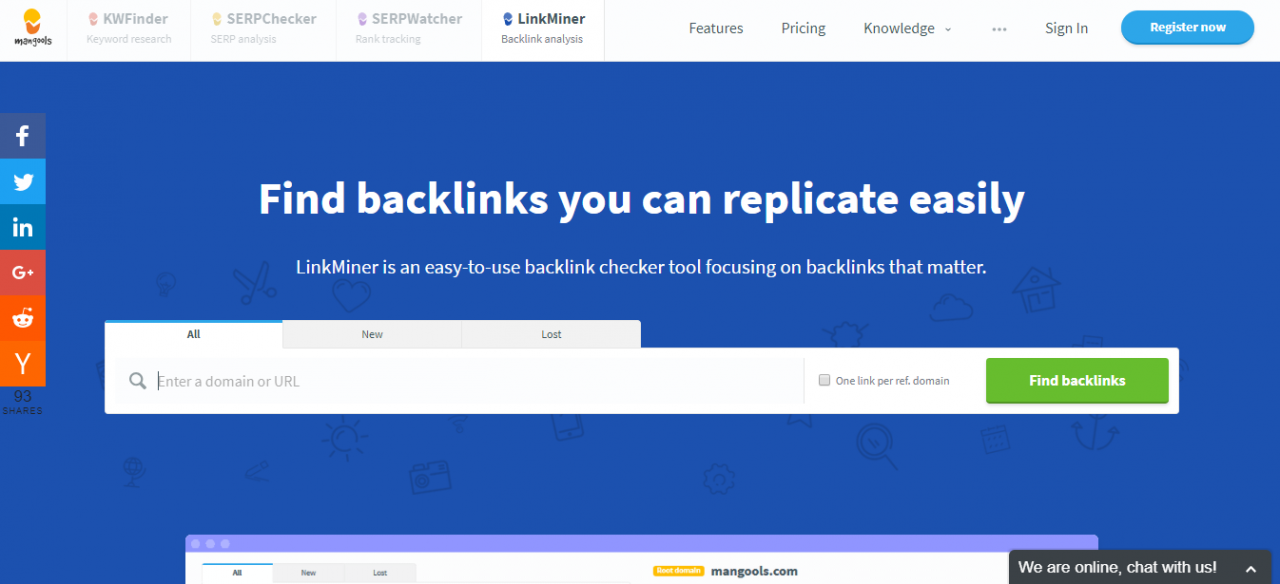 mangools
KWFinder
Keyword research
SERPChecker
SERP analysis
SERPWatcher
Rank tracking
LinkMiner
Backlink analysis
Features
Pricing
Knowledge
Sign In
Register now
Find backlinks you can replicate easily
LinkMiner is an easy-to-use backlink checker tool focusing on backlinks that matter.
All
New
Lost
Enter a domain or URL
One link per ref. domain
Find backlinks
f
in
G+
Y
93
SHARES
All
New
Lost
Root domain
mangools.com
We are online, chat with us!